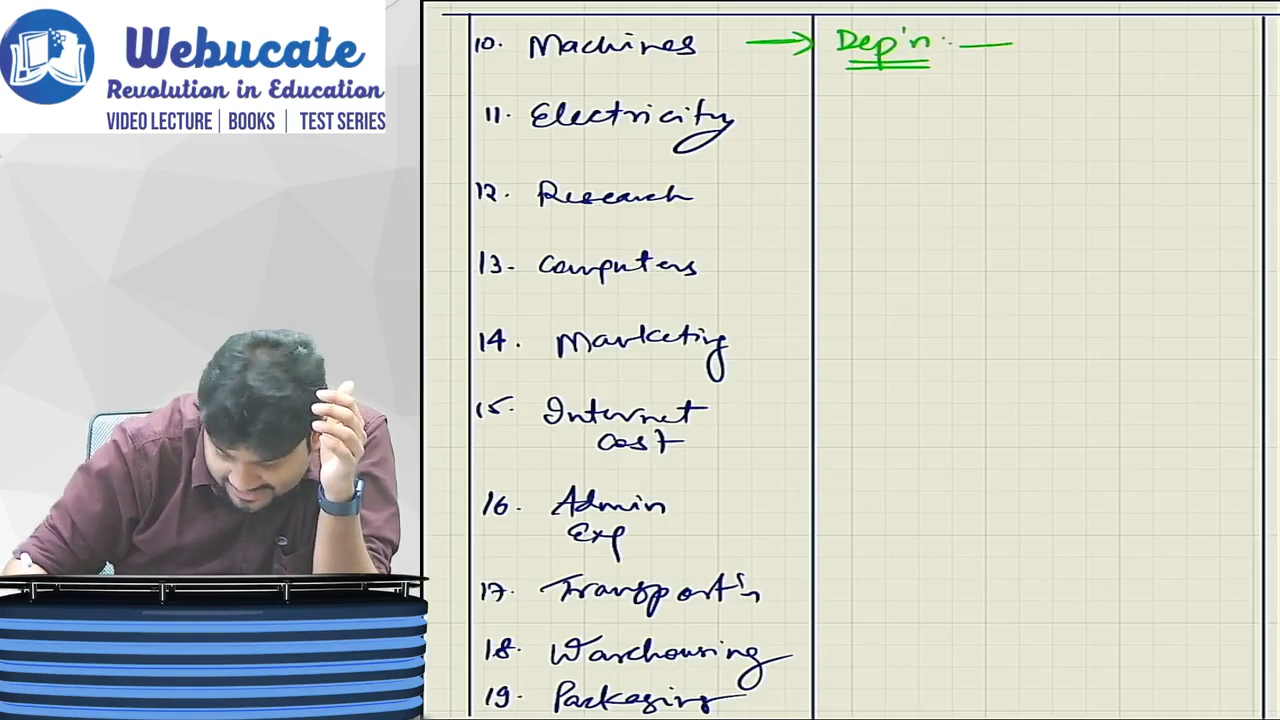 Webucate
Revolution in Education
VIDEO LECTURE | BOOKS | TEST SERIES
10. Machines → Dep'n. —
11. Electricity
12. Research
13. Computers
14. Marketing
15. Internet
Cost
16. Admin
Exp
17. Transport'n
18. Warehousing
19. Packaging